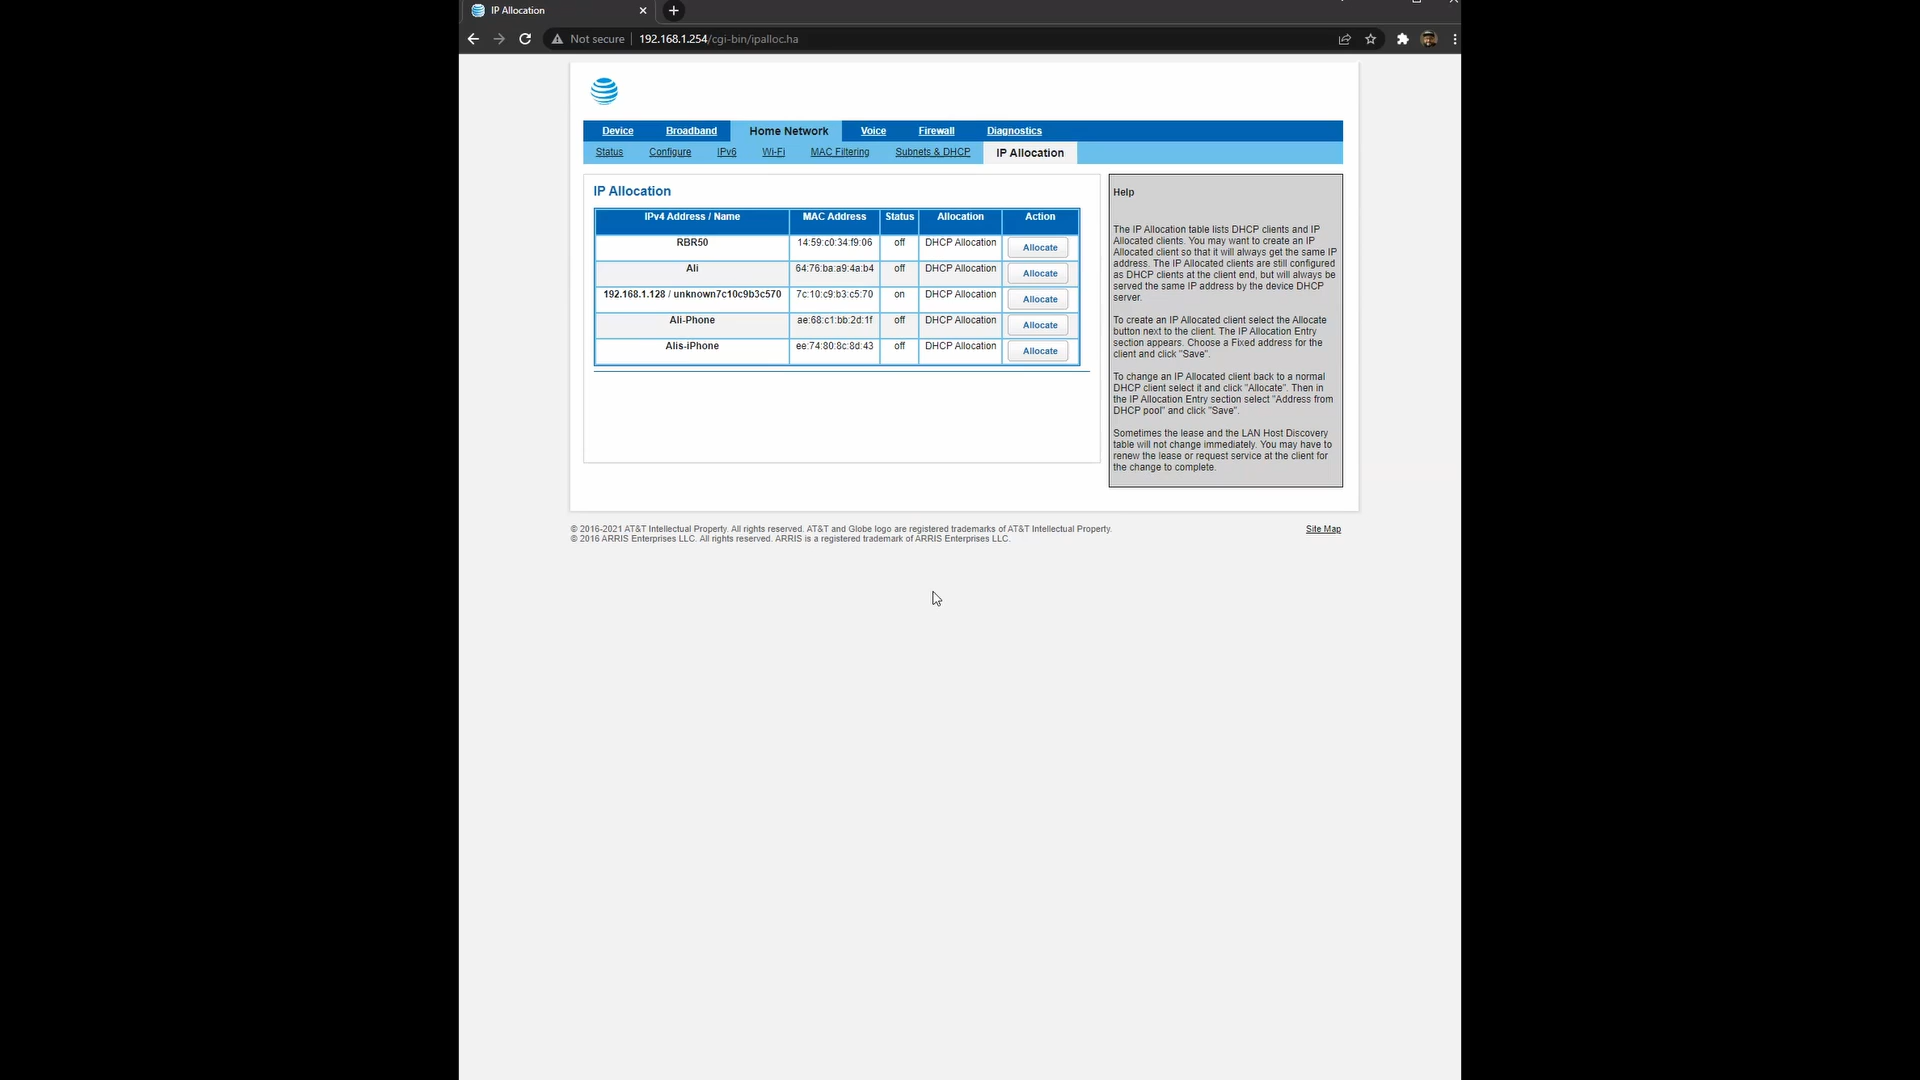 IP Allocation
Not secure
192.168.1.254/cgi-bin/ipalloc.ha
Device Broadband Home Network Voice Firewall Diagnostics
Status Configure IPv6 Wi-Fi MAC Filtering Subnets & DHCP IP Allocation
IP Allocation
IPv4 Address / Name MAC Address Status Allocation Action
RBR50 14:59:c0:34:f9:06 off DHCP Allocation Allocate
Ali 64:76:ba:a9:4a:b4 off DHCP Allocation Allocate
192.168.1.128 / unknown7c10c9b3c570 7c:10:c9:b3:c5:70 on DHCP Allocation Allocate
Ali-Phone ae:68:c1:bb:2d:1f off DHCP Allocation Allocate
Alis-iPhone ee:74:80:8c:8d:43 off DHCP Allocation Allocate
Help
The IP Allocation table lists DHCP clients and IP
Allocated clients. You may want to create an IP
Allocated client so that it will always get the same IP
address. The IP Allocated clients are still configured
as DHCP clients at the client end, but will always be
served the same IP address by the device DHCP
server.
To create an IP Allocated client select the Allocate
button next to the client. The IP Allocation Entry
section appears. Choose a Fixed address for the
client and click "Save".
To change an IP Allocated client back to a normal
DHCP client select it and click "Allocate". Then in
the IP Allocation Entry section select "Address from
DHCP pool" and click "Save".
Sometimes the lease and the LAN Host Discovery
table will not change immediately. You may have to
renew the lease or request service at the client for
the change to complete.
© 2016-2021 AT&T Intellectual Property. All rights reserved. AT&T and Globe logo are registered trademarks of AT&T Intellectual Property.
© 2016 ARRIS Enterprises LLC. All rights reserved. ARRIS is a registered trademark of ARRIS Enterprises LLC.
Site Map